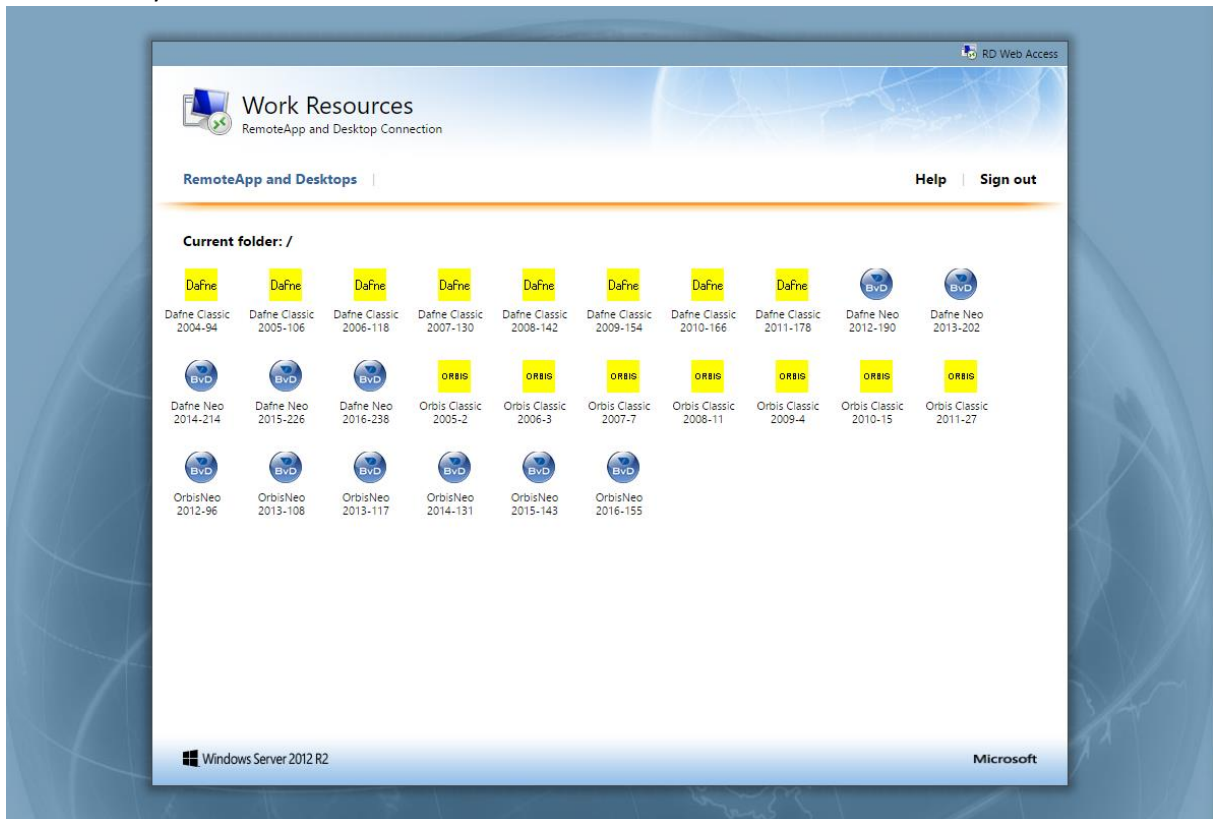 RD Web Access
Work Resources
RemoteApp and Desktop Connection
RemoteApp and Desktops | Help | Sign out
Current folder: /
Dafne Dafne Dafne Dafne Dafne Dafne Dafne Dafne BvD BvD
Dafne Classic Dafne Classic Dafne Classic Dafne Classic Dafne Classic Dafne Classic Dafne Classic Dafne Classic Dafne Neo Dafne Neo
2004-94 2005-106 2006-118 2007-130 2008-142 2009-154 2010-166 2011-178 2012-190 2013-202
BvD BvD BvD ORBIS ORBIS ORBIS ORBIS ORBIS ORBIS ORBIS
Dafne Neo Dafne Neo Dafne Neo Orbis Classic Orbis Classic Orbis Classic Orbis Classic Orbis Classic Orbis Classic Orbis Classic
2014-214 2015-226 2016-238 2005-2 2006-3 2007-7 2008-11 2009-4 2010-15 2011-27
BvD BvD BvD BvD BvD BvD
OrbisNeo OrbisNeo OrbisNeo OrbisNeo OrbisNeo OrbisNeo
2012-96 2013-108 2013-117 2014-131 2015-143 2016-155
Windows Server 2012 R2 Microsoft